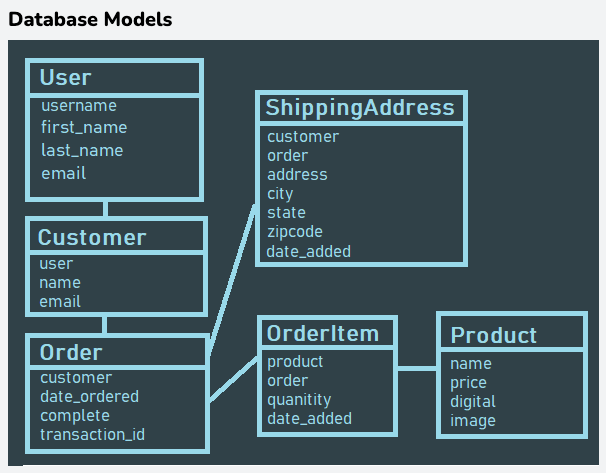 Database Models
User
username
first_name
last_name
email
Customer
user
name
email
Order
customer
date_ordered
complete
transaction_id
ShippingAddress
customer
order
address
city
state
zipcode
date_added
OrderItem
product
order
quanitity
date_added
Product
name
price
digital
image